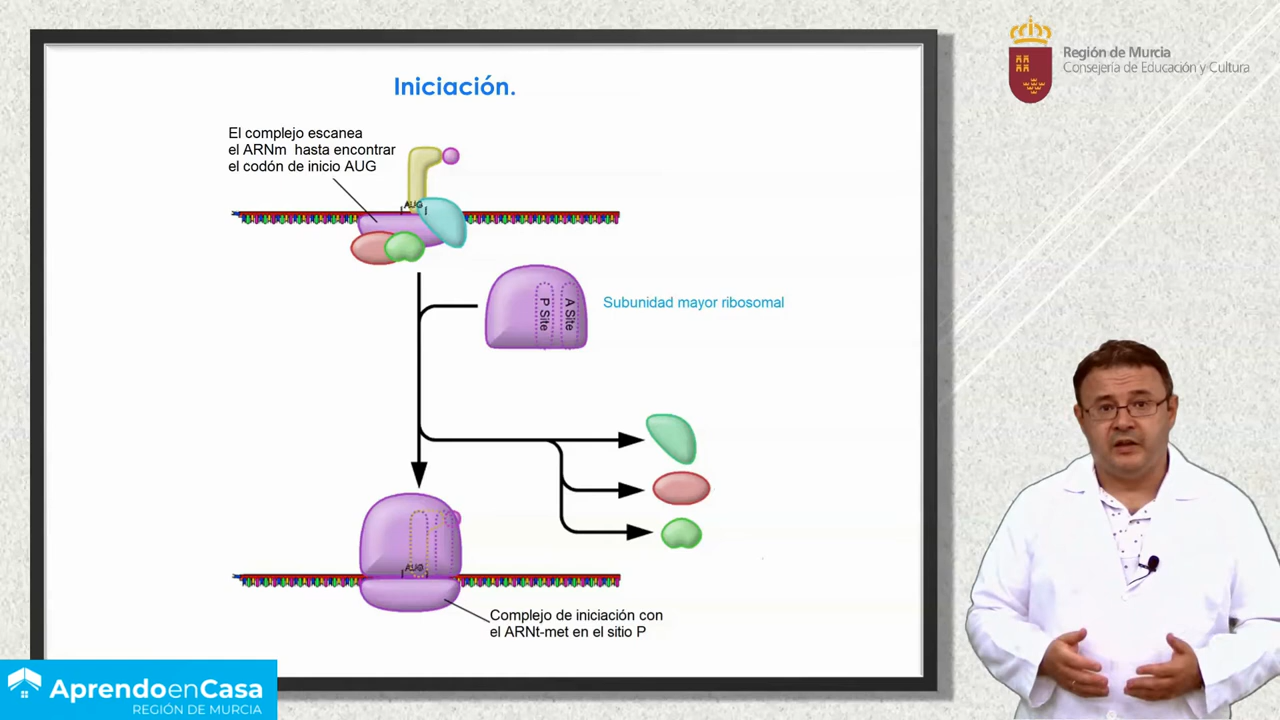 Región de Murcia
Consejería de Educación y Cultura
Iniciación.
El complejo escanea
el ARNm hasta encontrar
el codón de inicio AUG
AUG
P Site
A Site
Subunidad mayor ribosomal
AUG
Complejo de iniciación con
el ARNt-met en el sitio P
AprendoenCasa
REGIÓN DE MURCIA